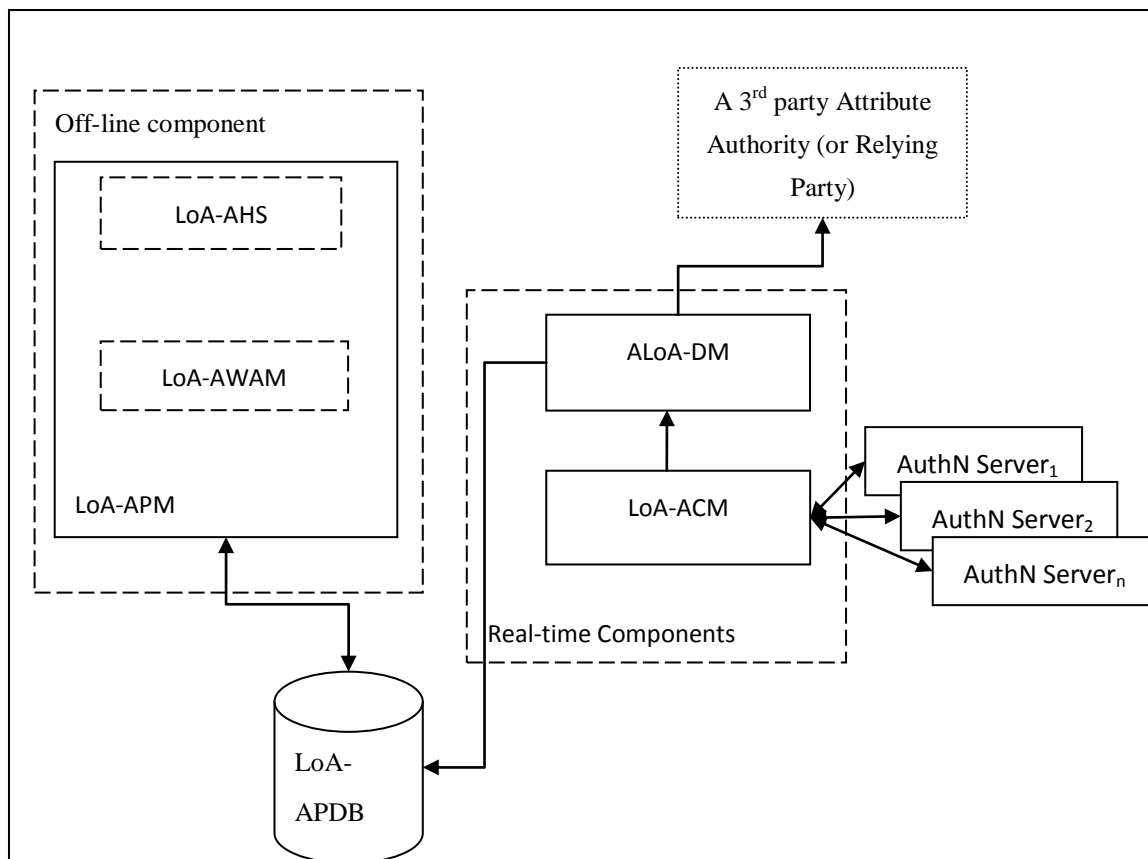 Off-line component
LoA-AHS
LoA-AWAM
LoA-APM
A 3rd party Attribute
Authority (or Relying
Party)
ALoA-DM
LoA-ACM
Real-time Components
AuthN Server1
AuthN Server2
AuthN Servern
LoA-
APDB